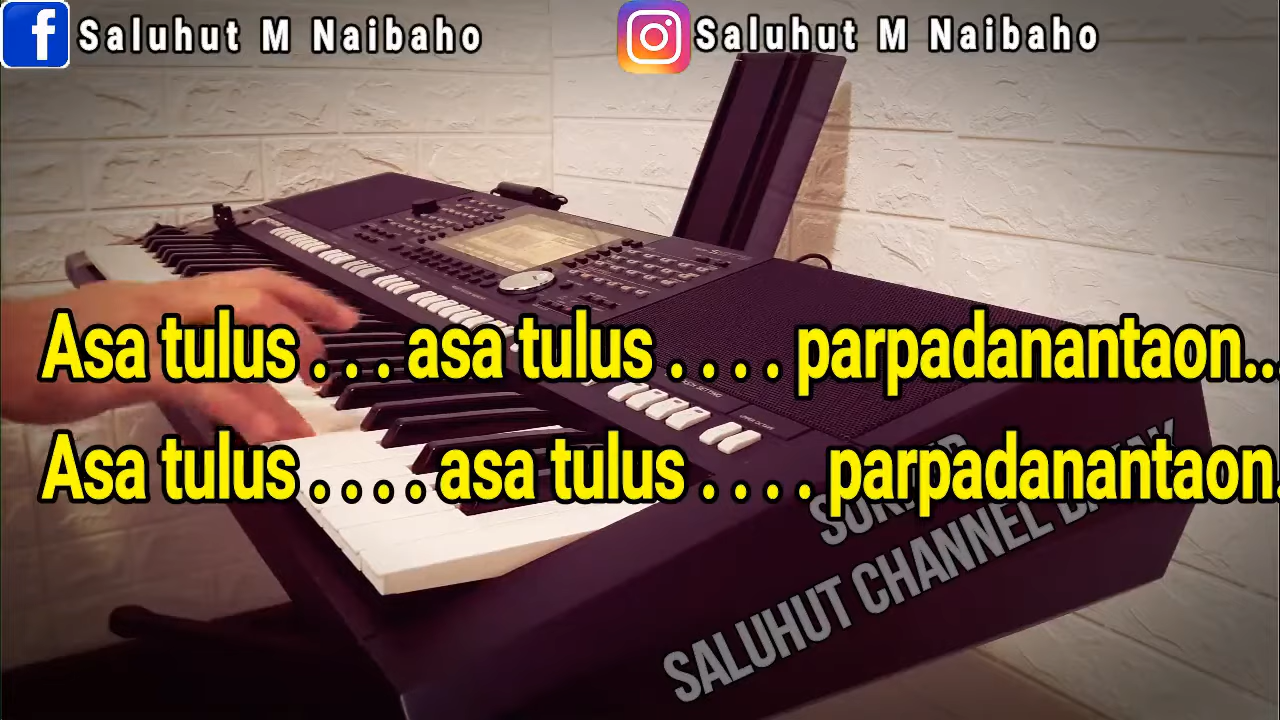 Saluhut M Naibaho
Saluhut M Naibaho
Asa tulus . . . asa tulus . . . . parpadanantaon...
Asa tulus . . . . asa tulus . . . . parpadanantaon.
SALUHUT CHANNEL